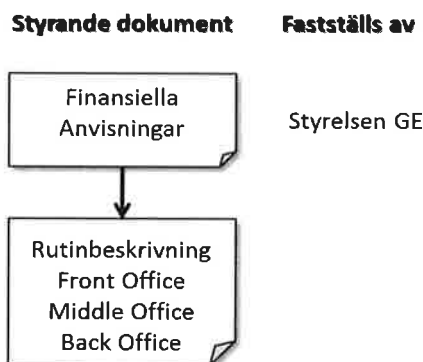 Styrande dokument
Fastställs av
Finansiella
Anvisningar
Styrelsen GE
Rutinbeskrivning
Front Office
Middle Office
Back Office